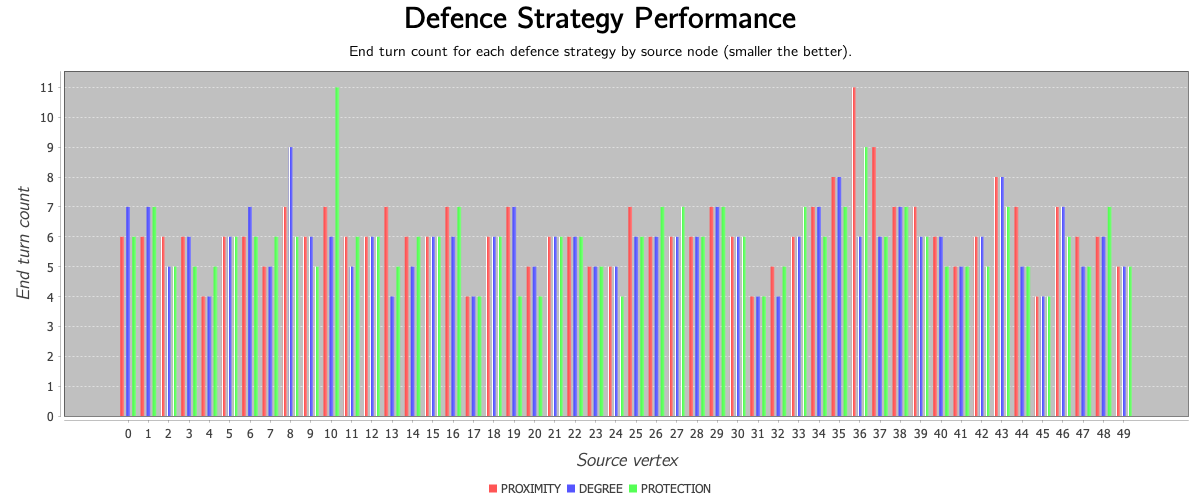 Defence Strategy Performance
End turn count for each defence strategy by source node (smaller the better).
End turn count
11
10
9
8
7
6
5
4
3
2
1
0
0 1 2 3 4 5 6 7 8 9 10 11 12 13 14 15 16 17 18 19 20 21 22 23 24 25 26 27 28 29 30 31 32 33 34 35 36 37 38 39 40 41 42 43 44 45 46 47 48 49
Source vertex
PROXIMITY DEGREE PROTECTION